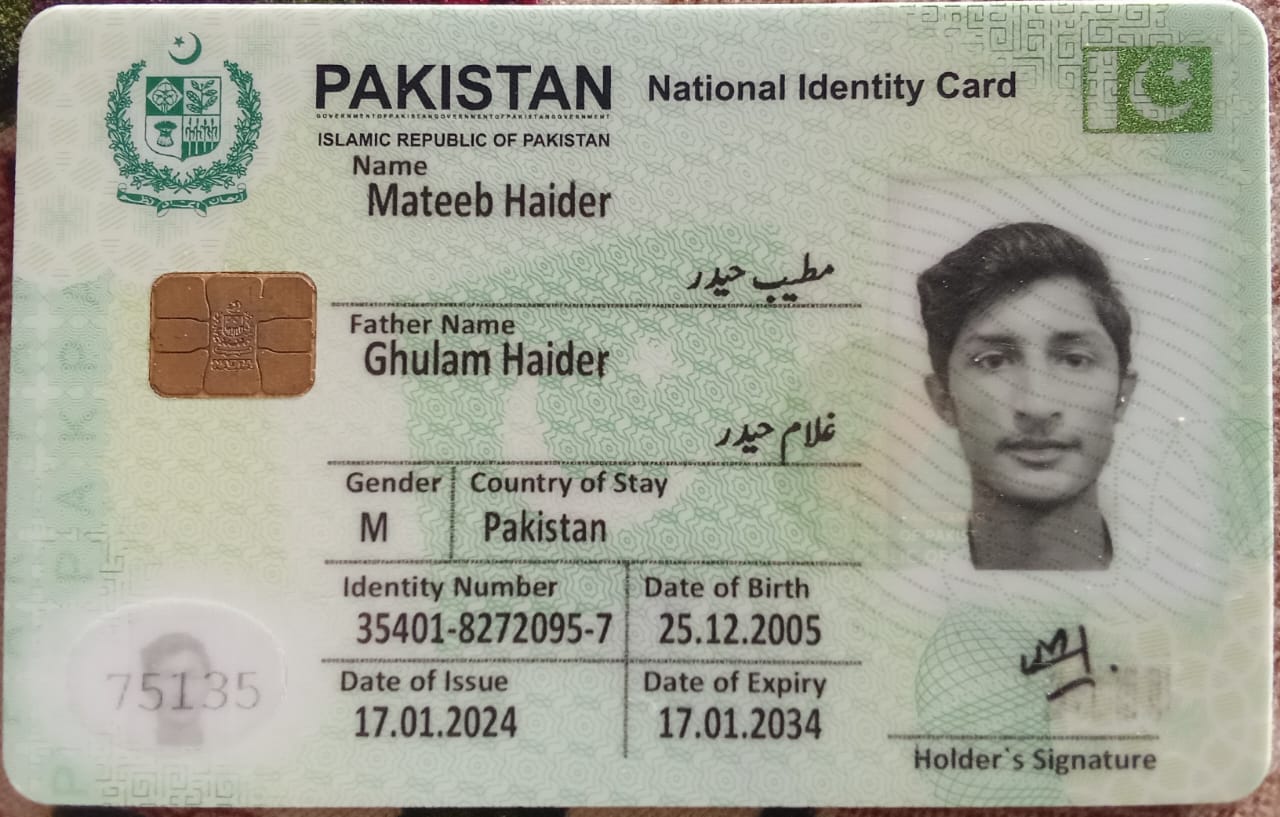 PAKISTAN National Identity Card
ISLAMIC REPUBLIC OF PAKISTAN
Name
Mateeb Haider
مطیب حیدر
Father Name
Ghulam Haider
غلام حیدر
Gender Country of Stay
M Pakistan
Identity Number Date of Birth
35401-8272095-7 25.12.2005
Date of Issue Date of Expiry
17.01.2024 17.01.2034
75135
Holder`s Signature